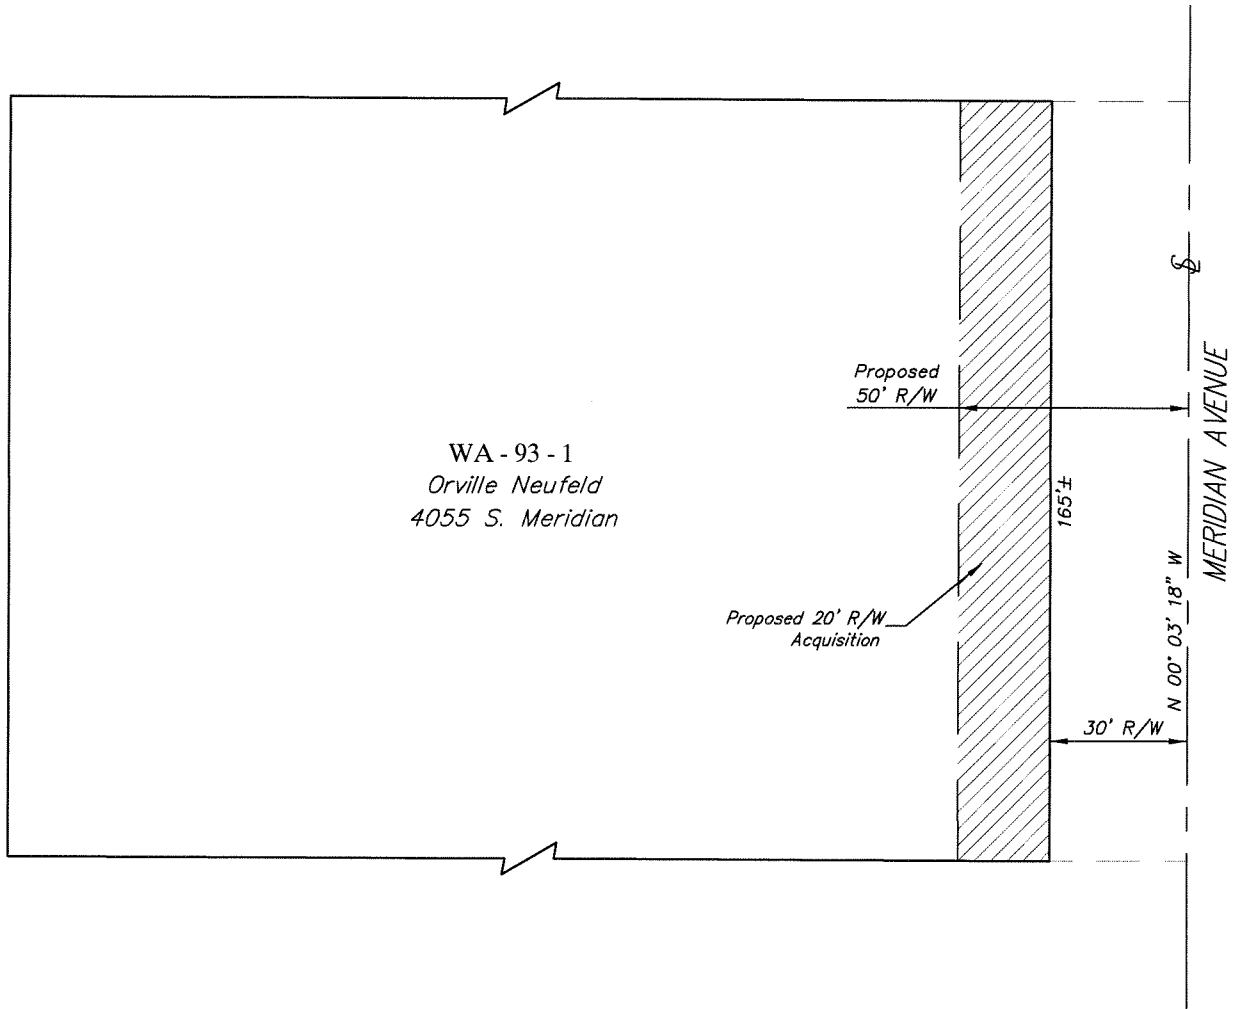 Proposed
50' R/W
WA - 93 - 1
Orville Neufeld
4055 S. Meridian
Proposed 20' R/W
Acquisition
165'±
30' R/W
N 00° 03' 18" W
MERIDIAN AVENUE
℄